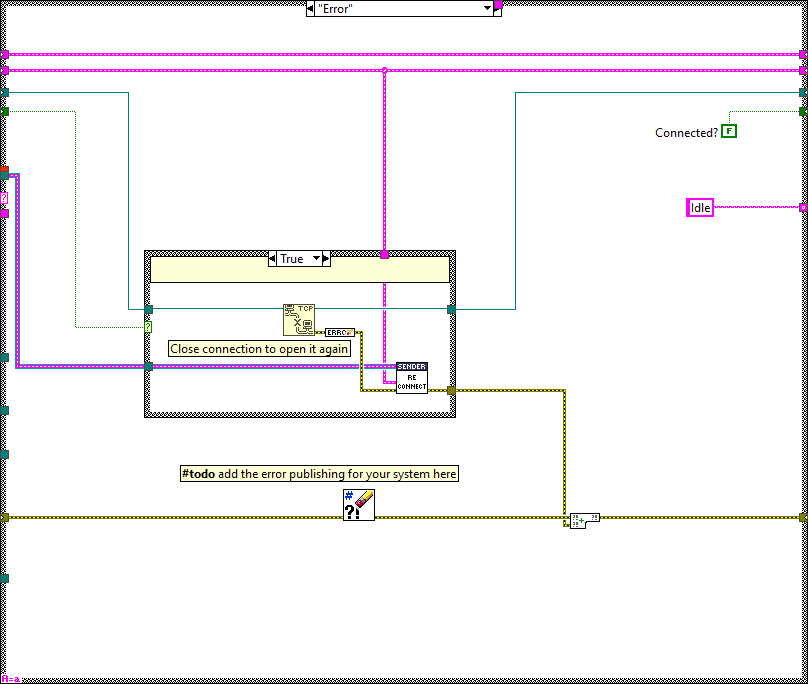 "Error"
Connected? F
Idle
?
True
TCP
?
ERRO
Close connection to open it again
SENDER
RE
CONNECT
#todo add the error publishing for your system here
#
?!
A=a